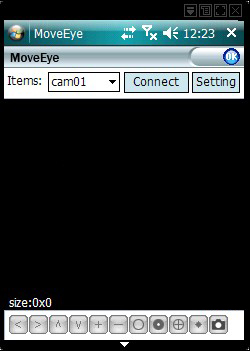 MoveEye 12:23
MoveEye OK
Items: cam01 Connect Setting
size:0x0